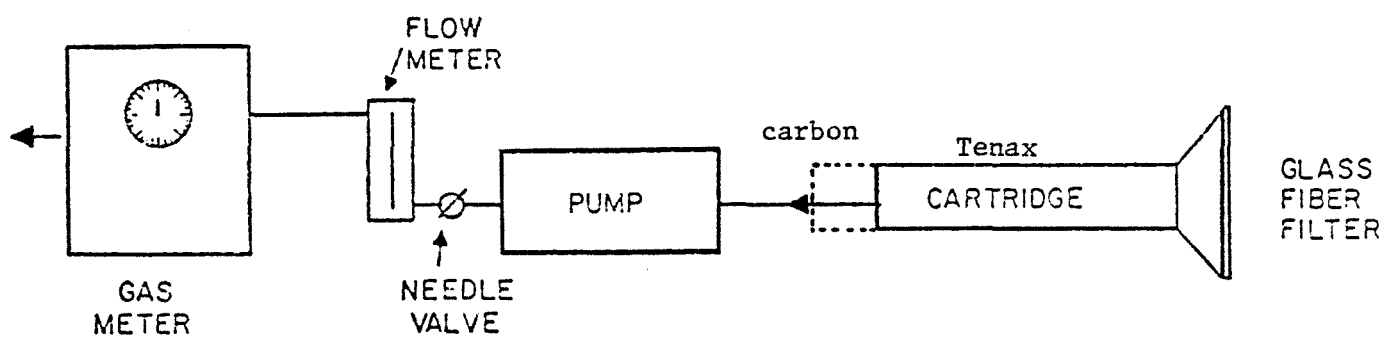 FLOW
METER
carbon
Tenax
CARTRIDGE
PUMP
GLASS
FIBER
FILTER
GAS
METER
NEEDLE
VALVE